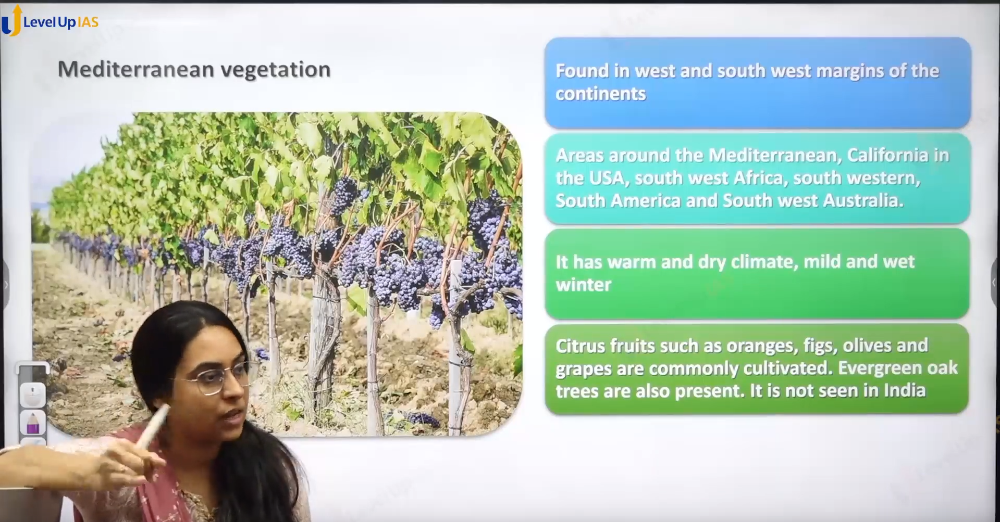 Level Up IAS
Mediterranean vegetation
Found in west and south west margins of the
continents
Areas around the Mediterranean, California in
the USA, south west Africa, south western,
South America and South west Australia.
It has warm and dry climate, mild and wet
winter
Citrus fruits such as oranges, figs, olives and
grapes are commonly cultivated. Evergreen oak
trees are also present. It is not seen in India